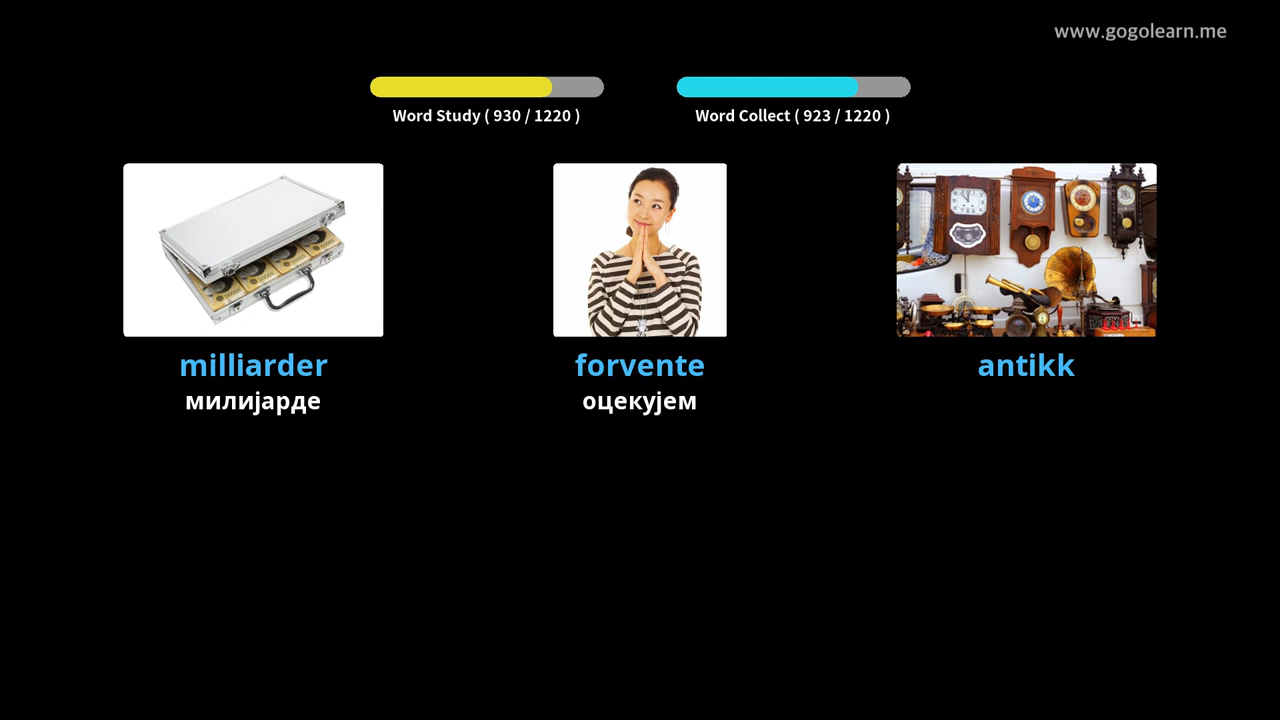 www.gogolearn.me
Word Study ( 930 / 1220 )
Word Collect ( 923 / 1220 )
milliarder
милијарде
forvente
оцекујем
antikk